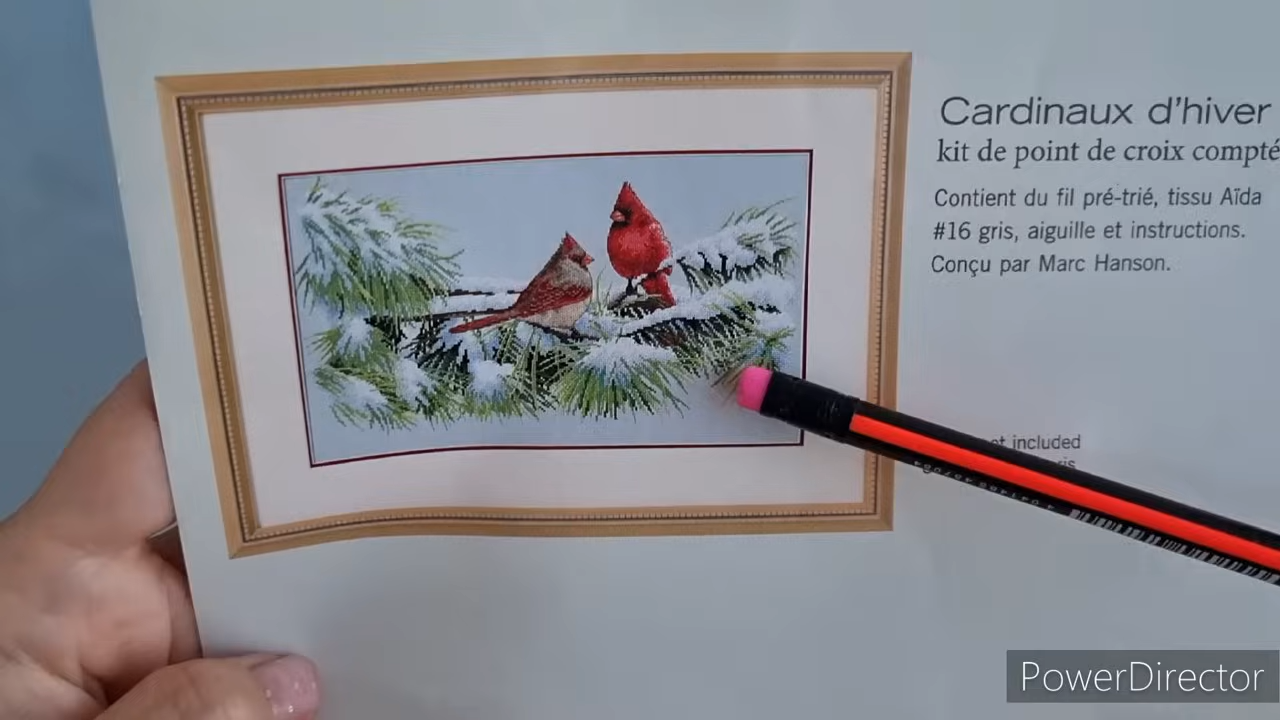 Cardinaux d'hiver
kit de point de croix compté
Contient du fil pré-trié, tissu Aïda
#16 gris, aiguille et instructions.
Conçu par Marc Hanson.
included
PowerDirector